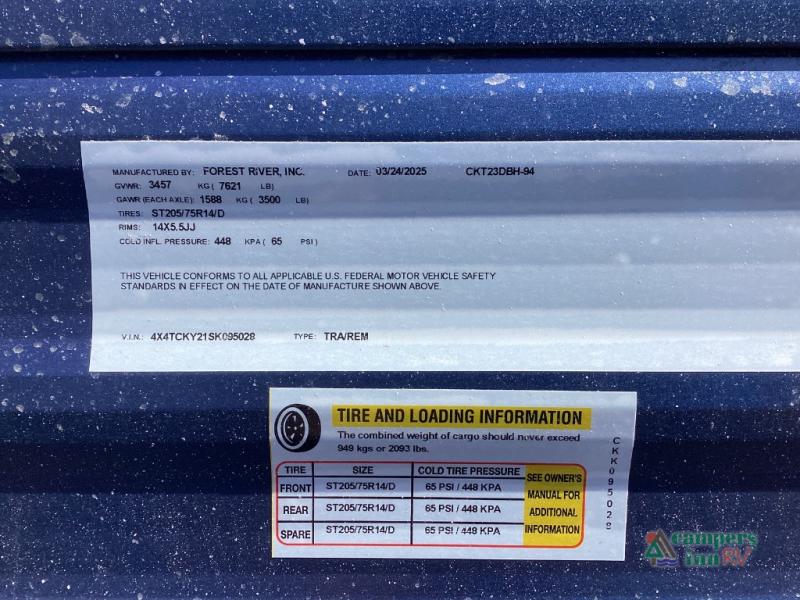 MANUFACTURED BY: FOREST RIVER, INC. DATE: 03/24/2025 CKT23DBH-94
GVWR: 3457 KG ( 7621 LB)
GAWR (EACH AXLE): 1588 KG ( 3500 LB)
TIRES: ST205/75R14/D
RIMS: 14X5.5JJ
COLD INFL. PRESSURE: 448 KPA ( 65 PSI )
THIS VEHICLE CONFORMS TO ALL APPLICABLE U.S. FEDERAL MOTOR VEHICLE SAFETY
STANDARDS IN EFFECT ON THE DATE OF MANUFACTURE SHOWN ABOVE.
V.I.N.: 4X4TCKY21SK095028 TYPE: TRA/REM
TIRE AND LOADING INFORMATION
The combined weight of cargo should never exceed
949 kgs or 2093 lbs.
TIRE SIZE COLD TIRE PRESSURE
FRONT ST205/75R14/D 65 PSI / 448 KPA
REAR ST205/75R14/D 65 PSI / 448 KPA
SPARE ST205/75R14/D 65 PSI / 448 KPA
SEE OWNER'S
MANUAL FOR
ADDITIONAL
INFORMATION
CKK095028
campers
inn RV